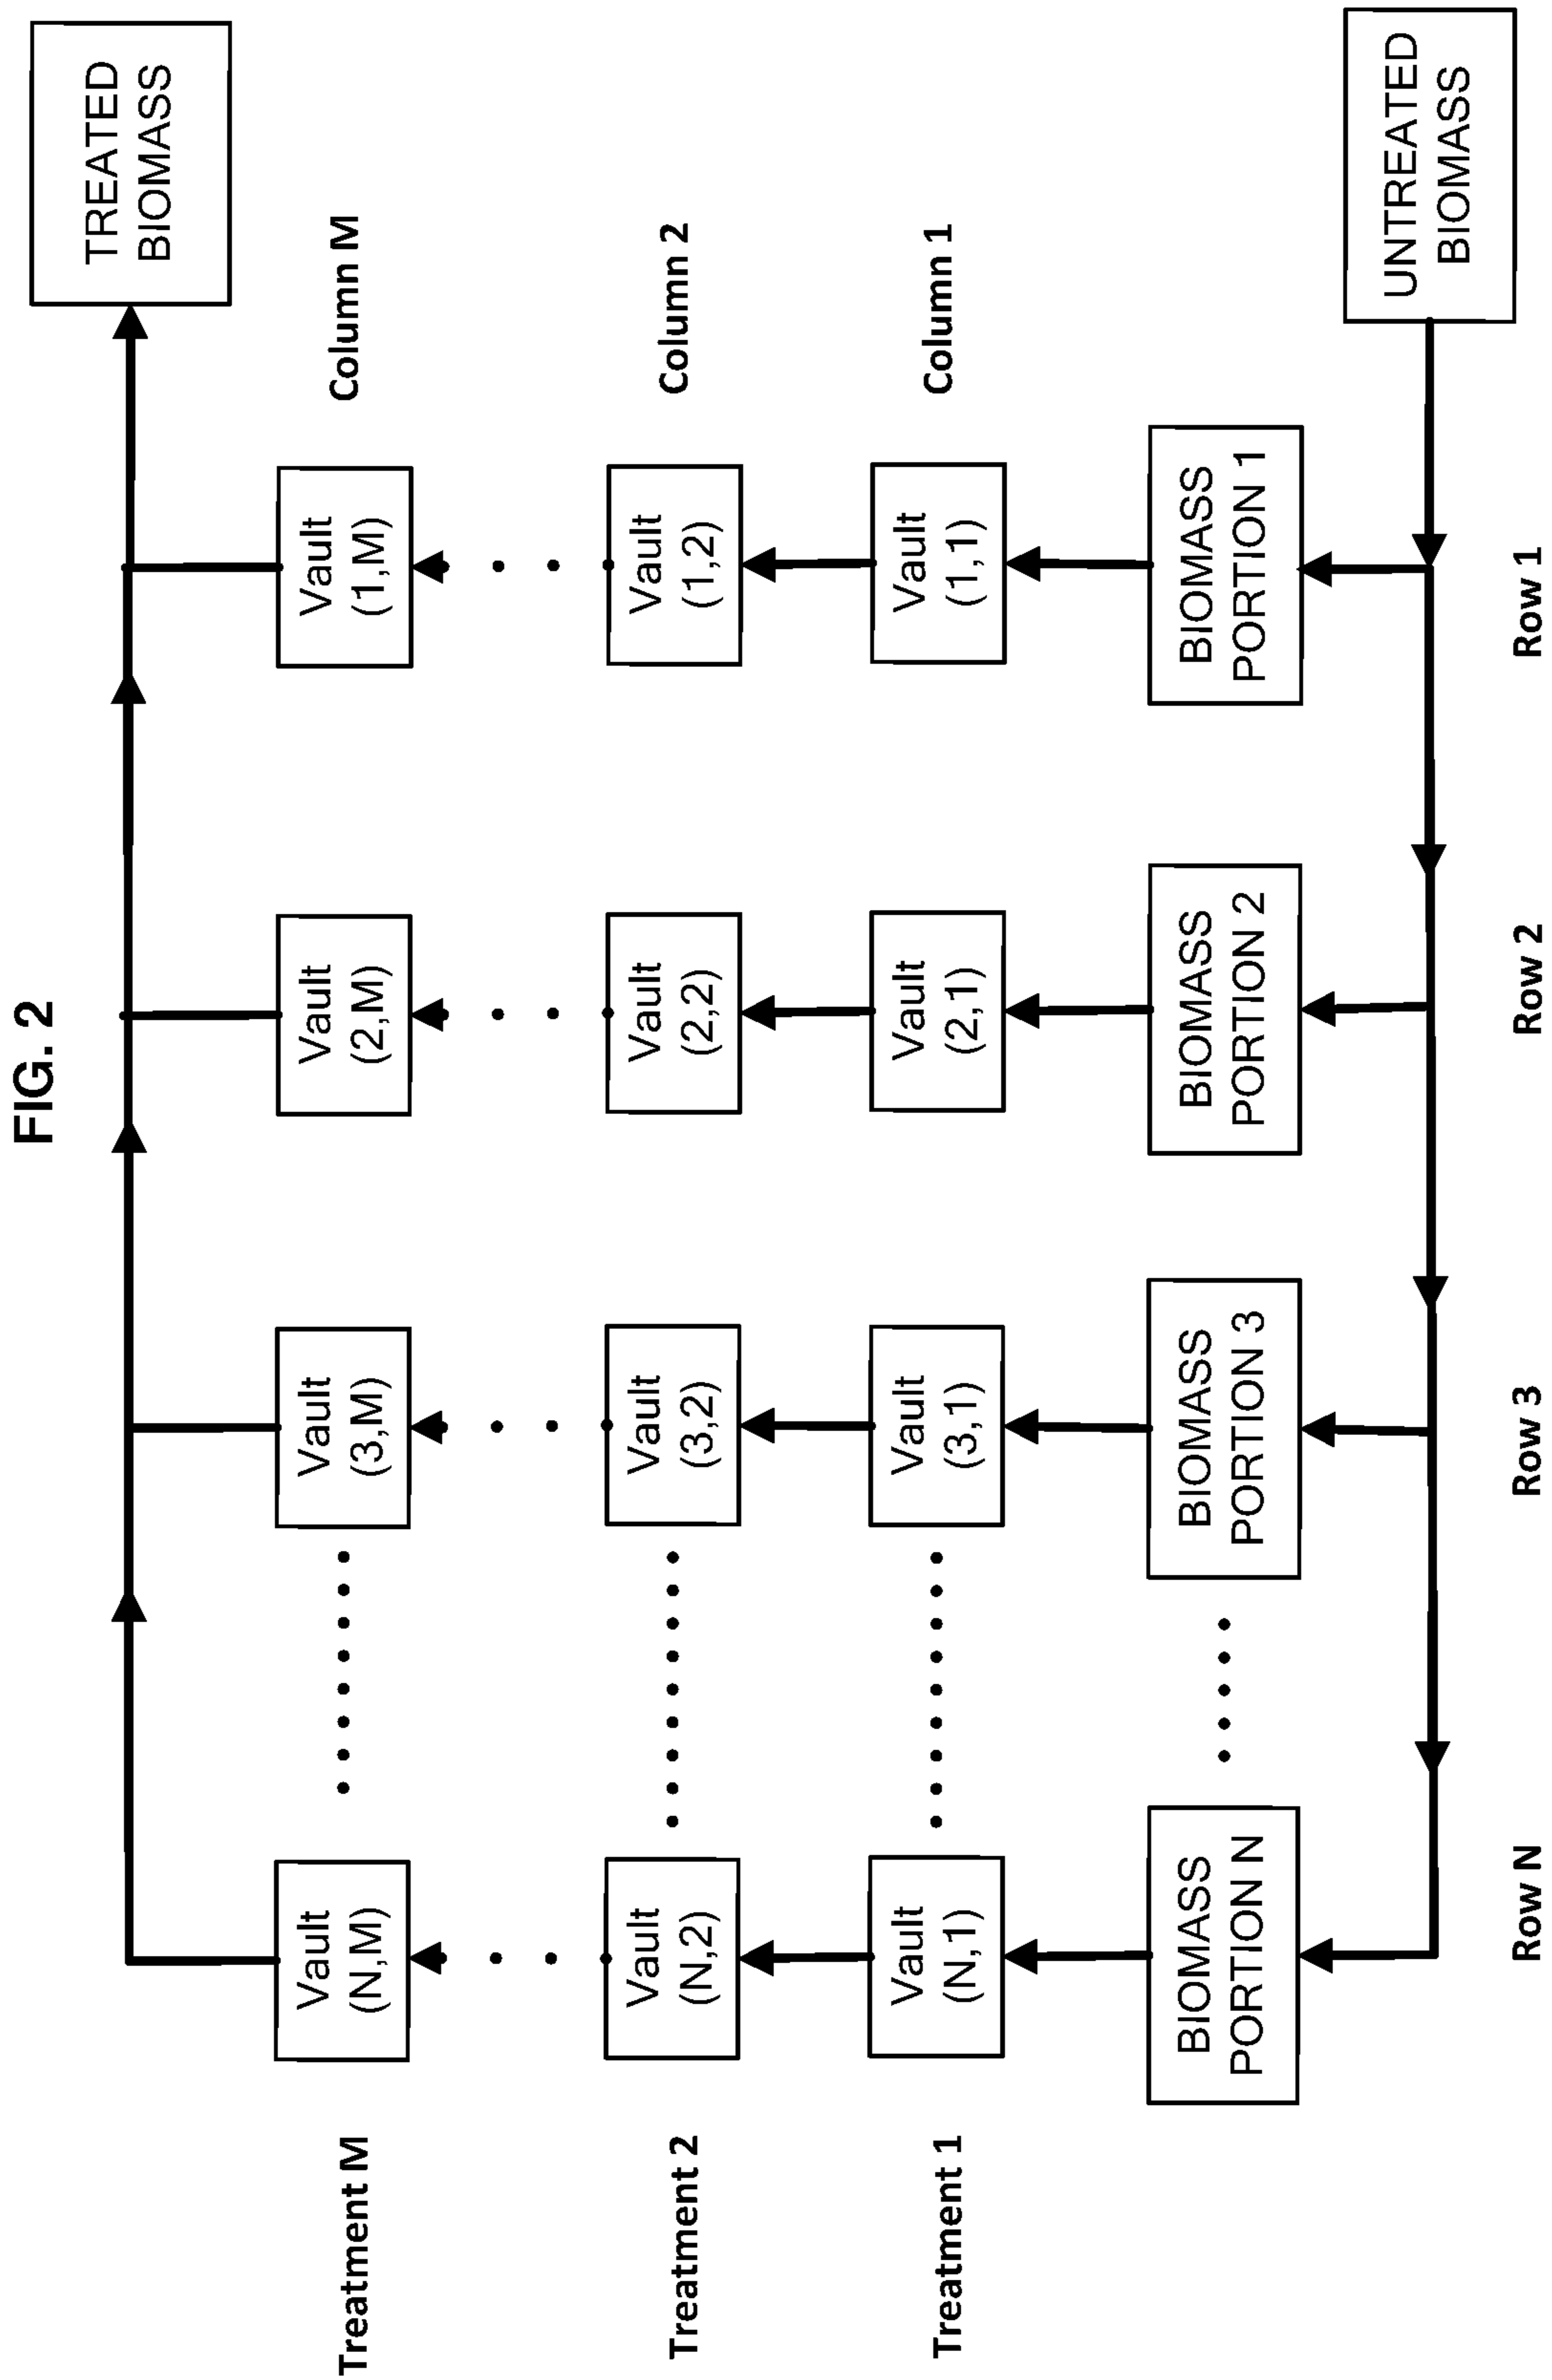 FIG. 2
TREATED
BIOMASS
Treatment M
Vault
(N,M)
Vault
(3,M)
Vault
(2,M)
Vault
(1,M)
Column M
Treatment 2
Vault
(N,2)
Vault
(3,2)
Vault
(2,2)
Vault
(1,2)
Column 2
Treatment 1
Vault
(N,1)
Vault
(3,1)
Vault
(2,1)
Vault
(1,1)
Column 1
BIOMASS
PORTION N
BIOMASS
PORTION 3
BIOMASS
PORTION 2
BIOMASS
PORTION 1
UNTREATED
BIOMASS
Row N
Row 3
Row 2
Row 1